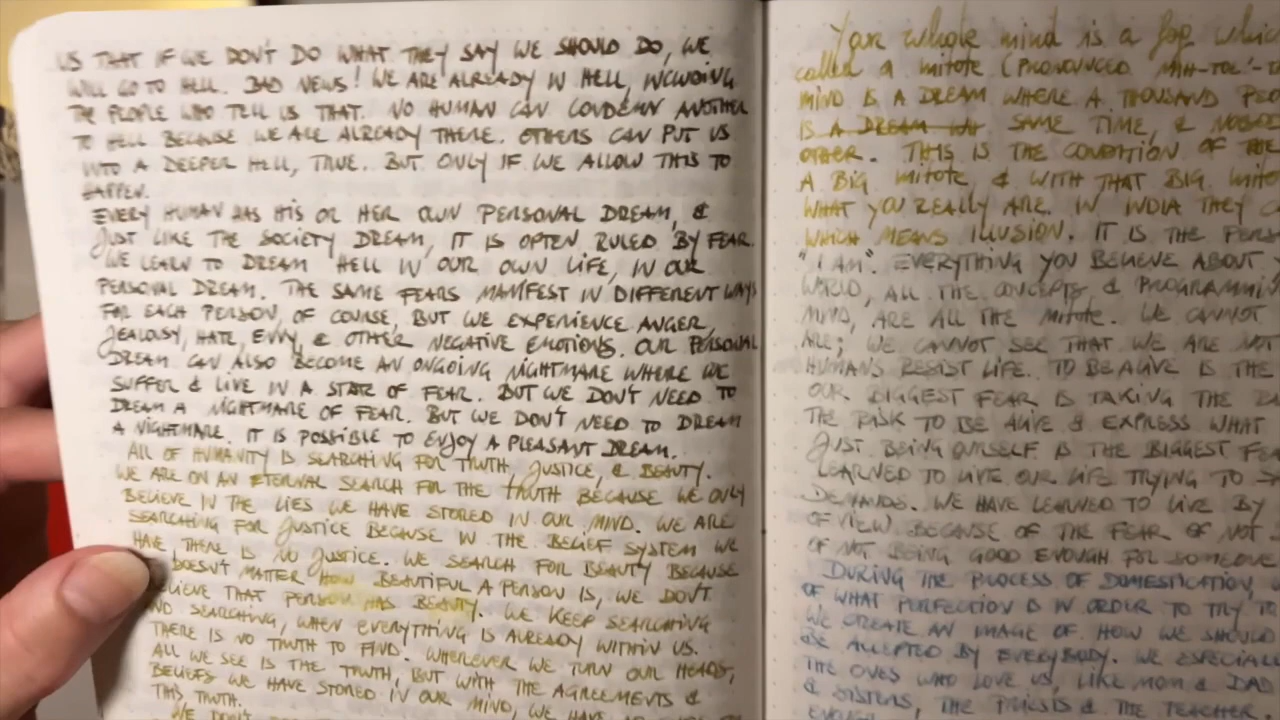 US THAT IF WE DON'T DO WHAT THEY SAY WE SHOULD DO, WE
WILL GO TO HELL. BAD NEWS! WE ARE ALREADY IN HELL, INCLUDING
THE PEOPLE WHO TELL US THAT. NO HUMAN CAN CONDEMN ANOTHER
TO HELL BECAUSE WE ARE ALREADY THERE. OTHERS CAN PUT US
INTO A DEEPER HELL, TRUE. BUT ONLY IF WE ALLOW THIS TO
HAPPEN.
EVERY HUMAN HAS HIS OR HER OWN PERSONAL DREAM, &
JUST LIKE THE SOCIETY DREAM, IT IS OFTEN RULED BY FEAR.
WE LEARN TO DREAM HELL IN OUR OWN LIFE, IN OUR
PERSONAL DREAM. THE SAME FEARS MANIFEST IN DIFFERENT WAYS
FOR EACH PERSON, OF COURSE, BUT WE EXPERIENCE ANGER,
JEALOSY, HATE, ENVY, & OTHER NEGATIVE EMOTIONS. OUR PERSONAL
DREAM CAN ALSO BECOME AN ONGOING NIGHTMARE WHERE WE
SUFFER & LIVE IN A STATE OF FEAR. BUT WE DON'T NEED TO
DREAM A NIGHTMARE OF FEAR. BUT WE DON'T NEED TO DREAM
A NIGHTMARE. IT IS POSSIBLE TO ENJOY A PLEASANT DREAM.
ALL OF HUMANITY IS SEARCHING FOR TRUTH, JUSTICE, & BEAUTY.
WE ARE ON AN ETERNAL SEARCH FOR THE TRUTH BECAUSE WE ONLY
BELIEVE IN THE LIES WE HAVE STORED IN OUR MIND. WE ARE
SEARCHING FOR JUSTICE BECAUSE IN THE BELIEF SYSTEM WE
HAVE, THERE IS NO JUSTICE. WE SEARCH FOR BEAUTY BECAUSE
DOESN'T MATTER HOW BEAUTIFUL A PERSON IS, WE DON'T
BELIEVE THAT PERSON HAS BEAUTY. WE KEEP SEARCHING
AND SEARCHING, WHEN EVERYTHING IS ALREADY WITHIN US.
THERE IS NO TRUTH TO FIND. WHEREVER WE TURN OUR HEADS,
ALL WE SEE IS THE TRUTH, BUT WITH THE AGREEMENTS &
BELIEFS WE HAVE STORED IN OUR MIND, WE HAVE
THIS TRUTH.
WE DON'T
Your whole mind is a fog which
called a mitote (PRONOUNCED MIH-TOE'-T
MIND IS A DREAM WHERE A THOUSAND PEO
IS A DREAM SAME TIME, & NOBOD
OTHER. THIS IS THE CONDITION OF THE
A BIG mitote & WITH THAT BIG mitot
WHAT YOU REALLY ARE. IN INDIA THEY C
WHICH MEANS ILLUSION. IT IS THE PERS
"I AM". EVERYTHING YOU BELIEVE ABOUT Y
WORLD, ALL THE CONCEPTS & PROGRAMMI
MIND, ARE ALL THE mitote. WE CANNOT
ARE; WE CANNOT SEE THAT WE ARE NOT
HUMANS RESIST LIFE. TO BE ALIVE IS THE
OUR BIGGEST FEAR IS TAKING THE
THE RISK TO BE ALIVE & EXPRESS WHAT
JUST BEING OURSELF IS THE BIGGEST FEA
LEARNED TO LIVE OUR LIFE TRYING TO S
DEMANDS. WE HAVE LEARNED TO LIVE BY
OF VIEW BECAUSE OF THE FEAR OF NOT
OF NOT BEING GOOD ENOUGH FOR SOMEONE
DURING THE PROCESS OF DOMESTICATION,
OF WHAT PERFECTION IS IN ORDER TO TRY TO
WE CREATE AN IMAGE OF HOW WE SHOULD
BE ACCEPTED BY EVERYBODY. WE ESPECIAL
THE ONES WHO LOVE US, LIKE MOM & DAD
& SISTERS, THE PRIESTS & THE TEACHER.
ENOUGH